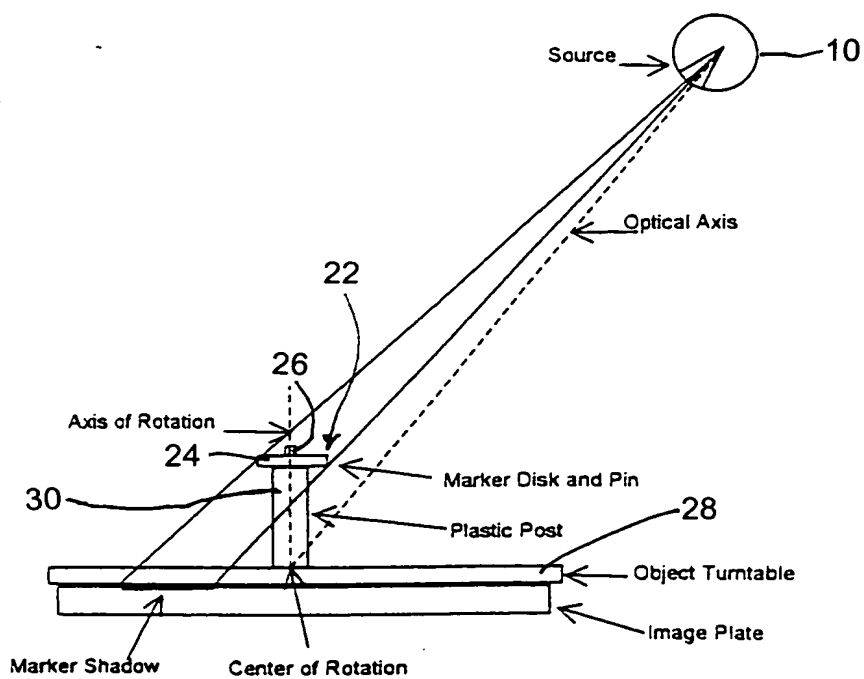 Source
10
Optical Axis
22
26
Axis of Rotation
24
Marker Disk and Pin
30
Plastic Post
28
Object Turntable
Image Plate
Marker Shadow
Center of Rotation